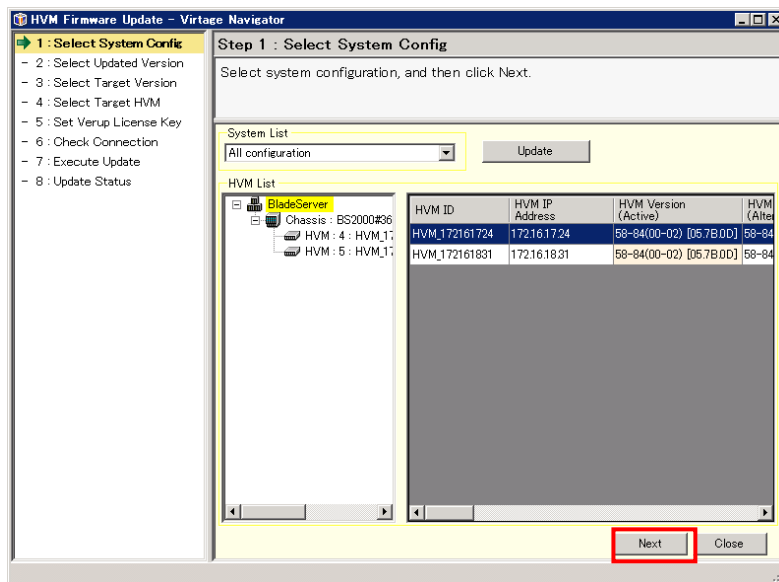 HVM Firmware Update - Virtage Navigator
1 : Select System Config
- 2 : Select Updated Version
- 3 : Select Target Version
- 4 : Select Target HVM
- 5 : Set Verup License Key
- 6 : Check Connection
- 7 : Execute Update
- 8 : Update Status
Step 1 : Select System Config
Select system configuration, and then click Next.
System List
All configuration
Update
HVM List
BladeServer
Chassis : BS2000#36
HVM : 4 : HVM_17
HVM : 5 : HVM_17
HVM ID HVM IP Address HVM Version (Active) HVM (Alte
HVM_172161724 172.16.17.24 58-84(00-02) [05.7B.0D] 58-84
HVM_172161831 172.16.18.31 58-84(00-02) [05.7B.0D] 58-84
Next Close